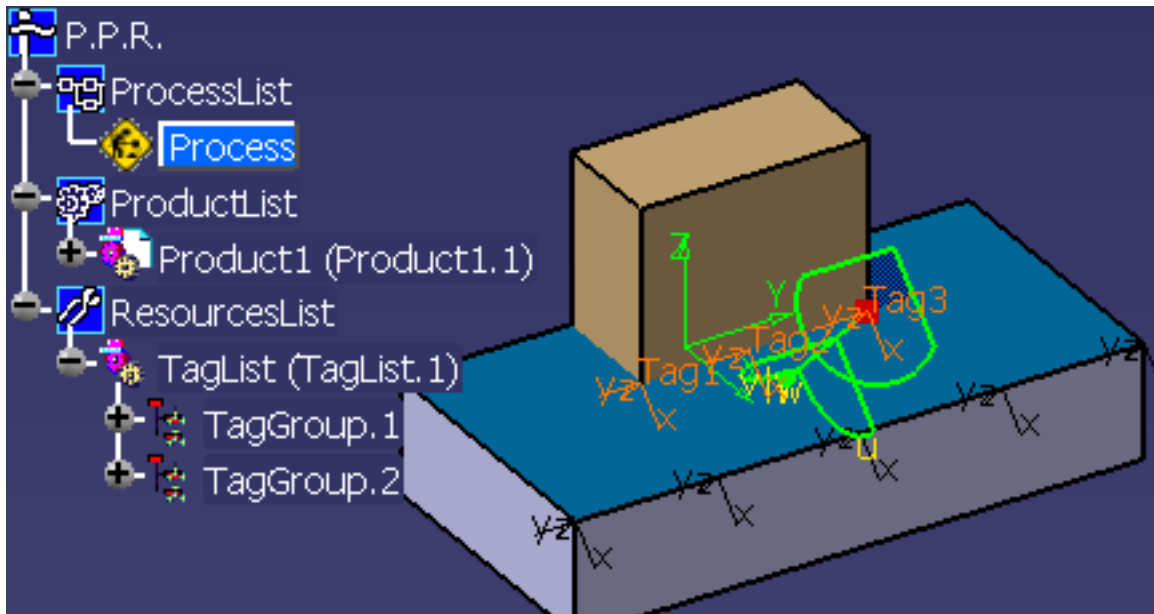 P.P.R.
ProcessList
Process
ProductList
Product1 (Product1.1)
ResourcesList
TagList (TagList.1)
TagGroup.1
TagGroup.2
Z
Y
Tag3
y z
x
Tag2
y z
Tag1
y z
x
y z
x
y z
x
y z
x
y z
x
y z
x